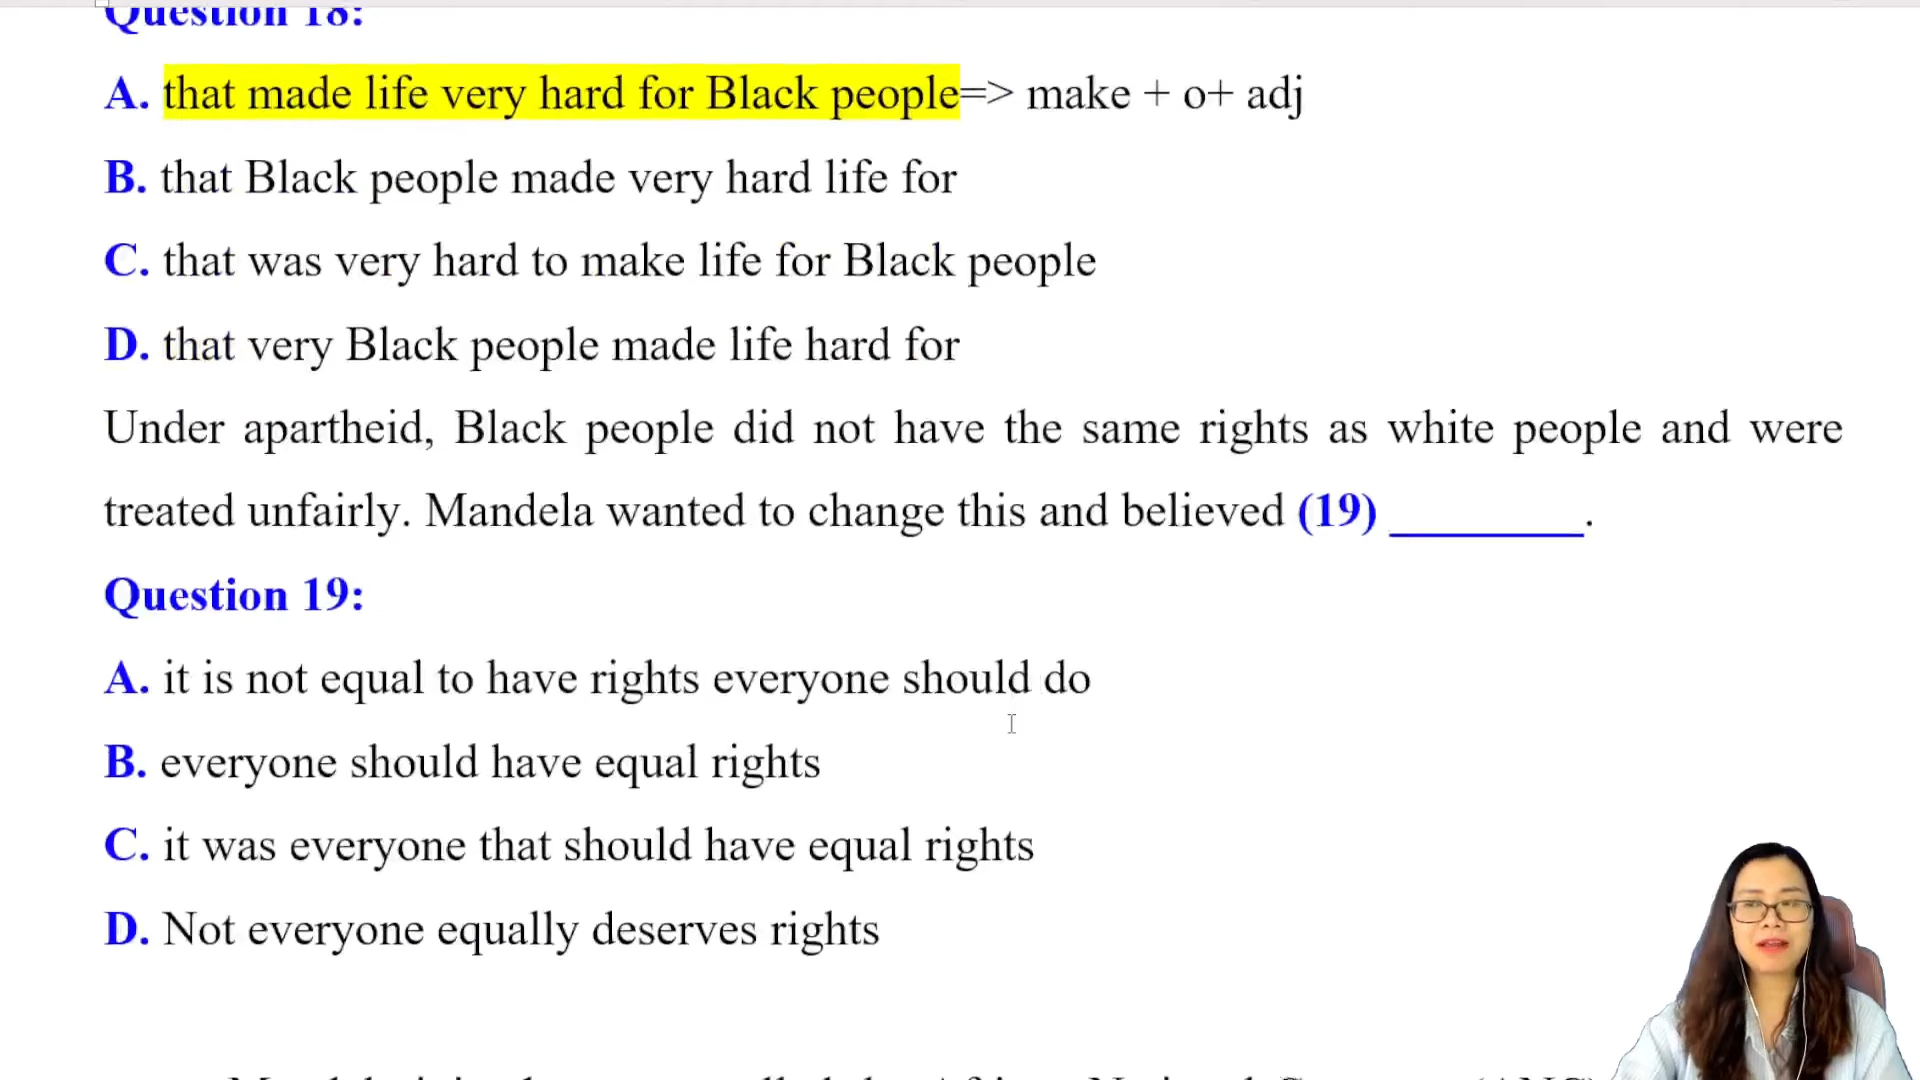 Question 18:
A. that made life very hard for Black people=> make + o+ adj
B. that Black people made very hard life for
C. that was very hard to make life for Black people
D. that very Black people made life hard for
Under apartheid, Black people did not have the same rights as white people and were
treated unfairly. Mandela wanted to change this and believed (19) ________.
Question 19:
A. it is not equal to have rights everyone should do
B. everyone should have equal rights
C. it was everyone that should have equal rights
D. Not everyone equally deserves rights